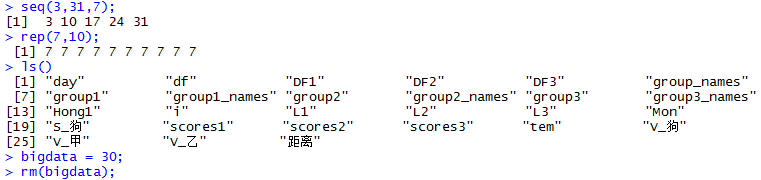 > seq(3,31,7);
[1]  3 10 17 24 31
> rep(7,10);
 [1] 7 7 7 7 7 7 7 7 7 7
> ls()
 [1] "day"          "df"           "DF1"          "DF2"          "DF3"          "group_names"
 [7] "group1"       "group1_names" "group2"       "group2_names" "group3"       "group3_names"
[13] "Hong1"        "i"            "L1"           "L2"           "L3"           "Mon"
[19] "S_狗"         "scores1"      "scores2"      "scores3"      "tem"          "V_狗"
[25] "V_甲"         "V_乙"         "距离"
> bigdata = 30;
> rm(bigdata);